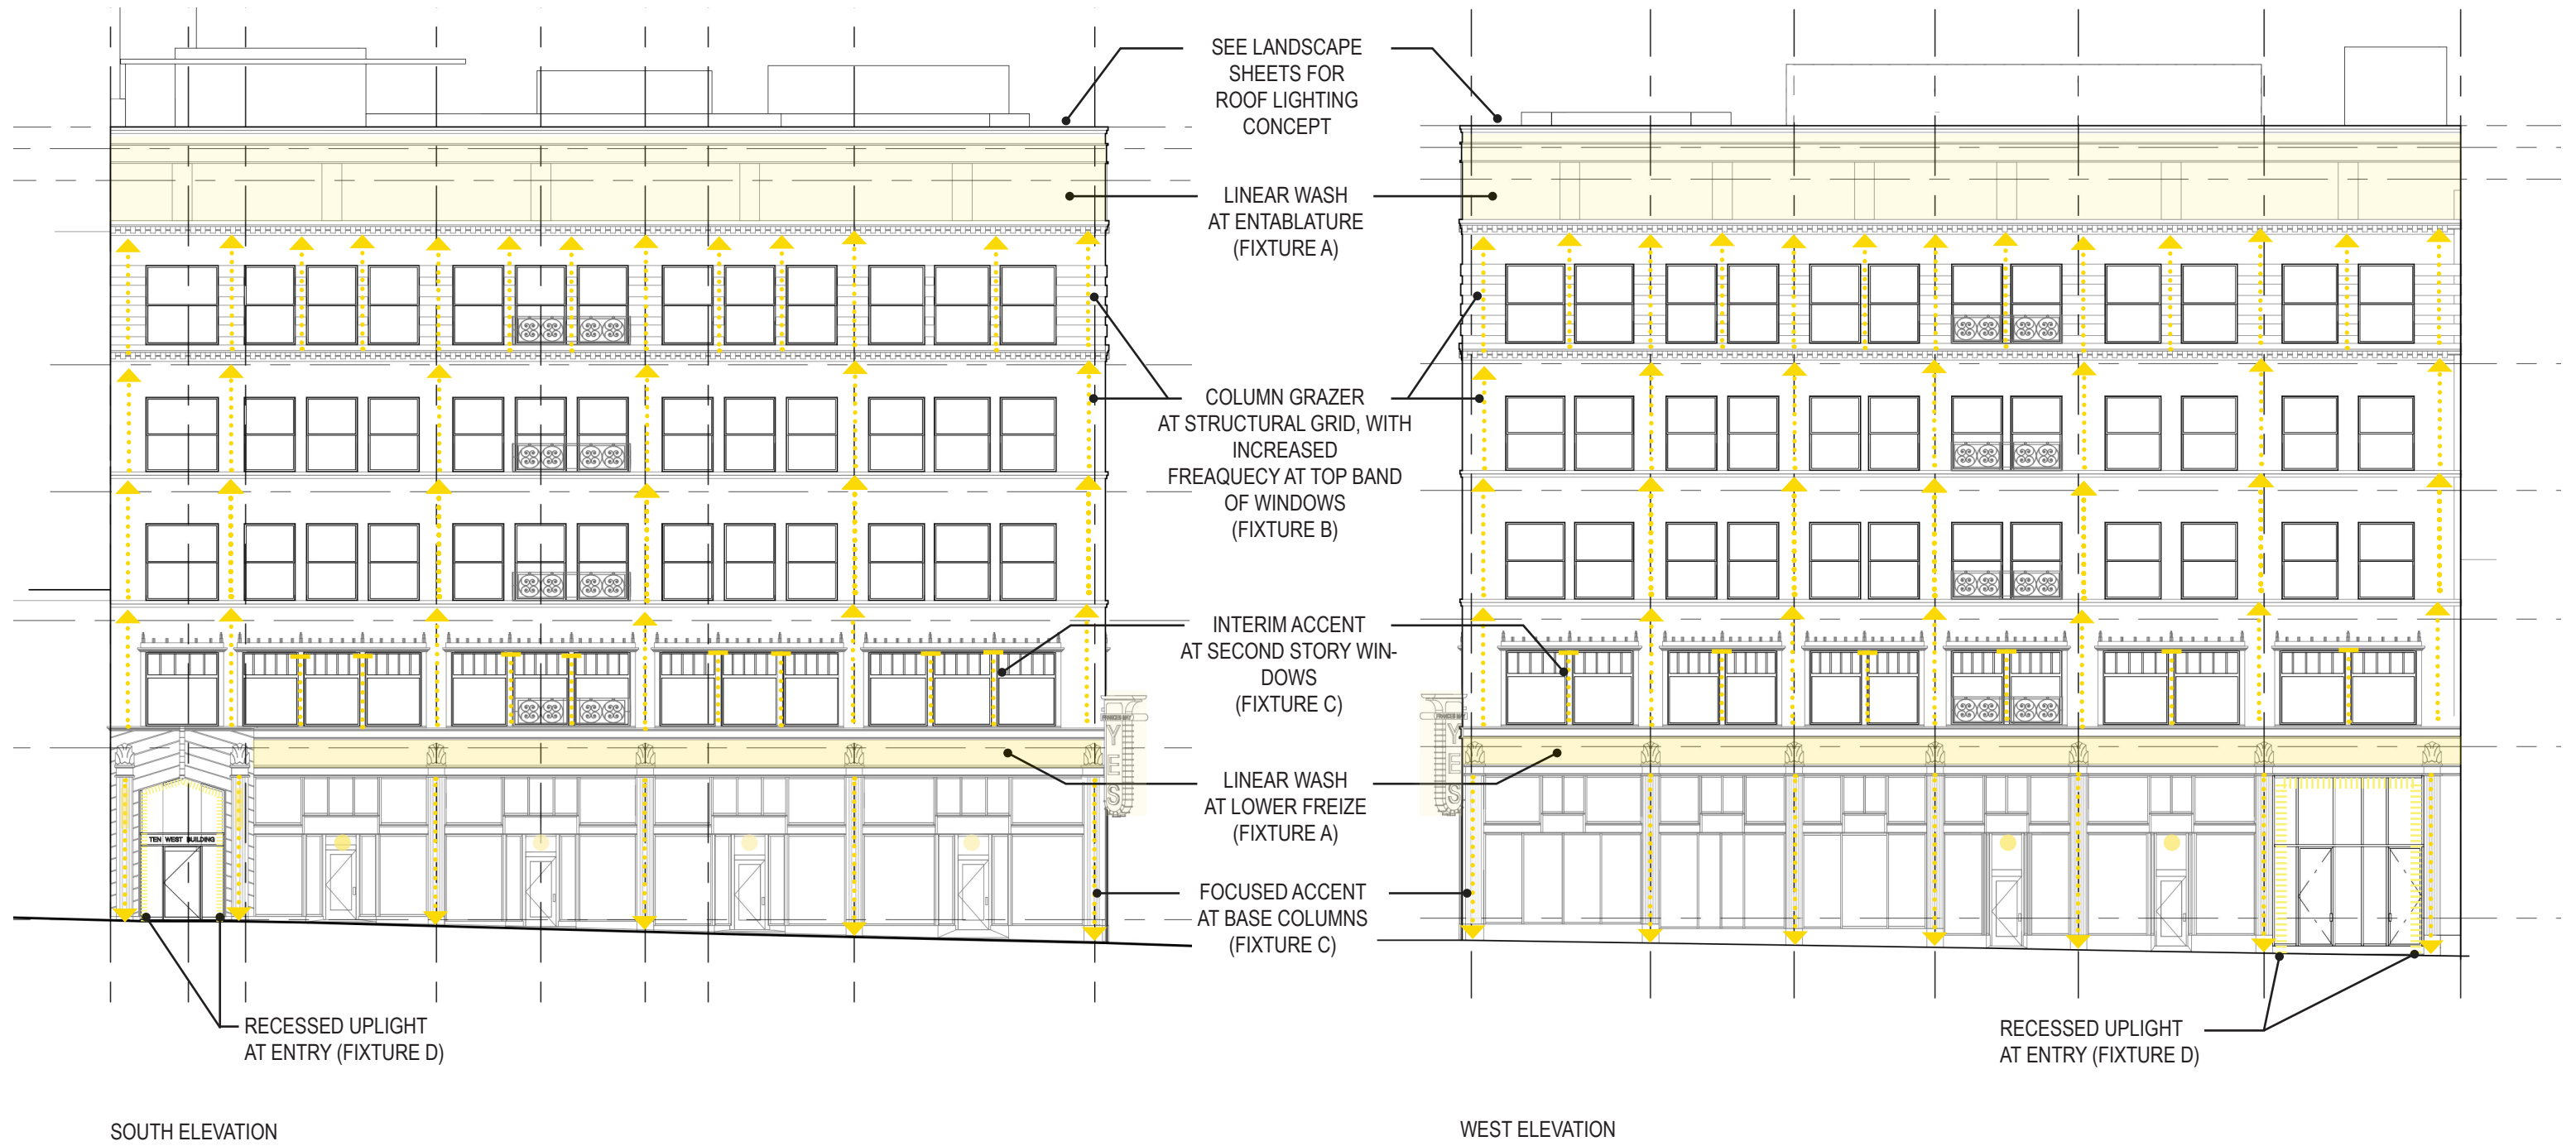 SEE LANDSCAPE
SHEETS FOR
ROOF LIGHTING
CONCEPT
LINEAR WASH
AT ENTABLATURE
(FIXTURE A)
COLUMN GRAZER
AT STRUCTURAL GRID, WITH
INCREASED
FREAQUECY AT TOP BAND
OF WINDOWS
(FIXTURE B)
INTERIM ACCENT
AT SECOND STORY WIN-
DOWS
(FIXTURE C)
LINEAR WASH
AT LOWER FREIZE
(FIXTURE A)
FOCUSED ACCENT
AT BASE COLUMNS
(FIXTURE C)
YES
YES
TEN WEST BUILDING
RECESSED UPLIGHT
AT ENTRY (FIXTURE D)
RECESSED UPLIGHT
AT ENTRY (FIXTURE D)
SOUTH ELEVATION
WEST ELEVATION